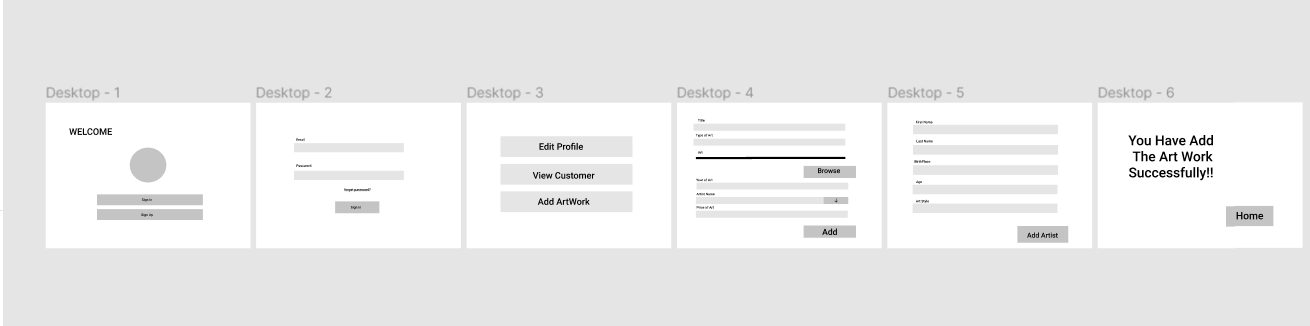 Desktop - 1
WELCOME
Sign In
Sign Up
Desktop - 2
Email
Password
Forgot password?
Sign In
Desktop - 3
Edit Profile
View Customer
Add ArtWork
Desktop - 4
Title
Type of Art
Art
Browse
Year of Art
Artist Name
Price of Art
Add
Desktop - 5
First Name
Last Name
BirthPlace
Age
Art Style
Add Artist
Desktop - 6
You Have Add
The Art Work
Successfully!!
Home